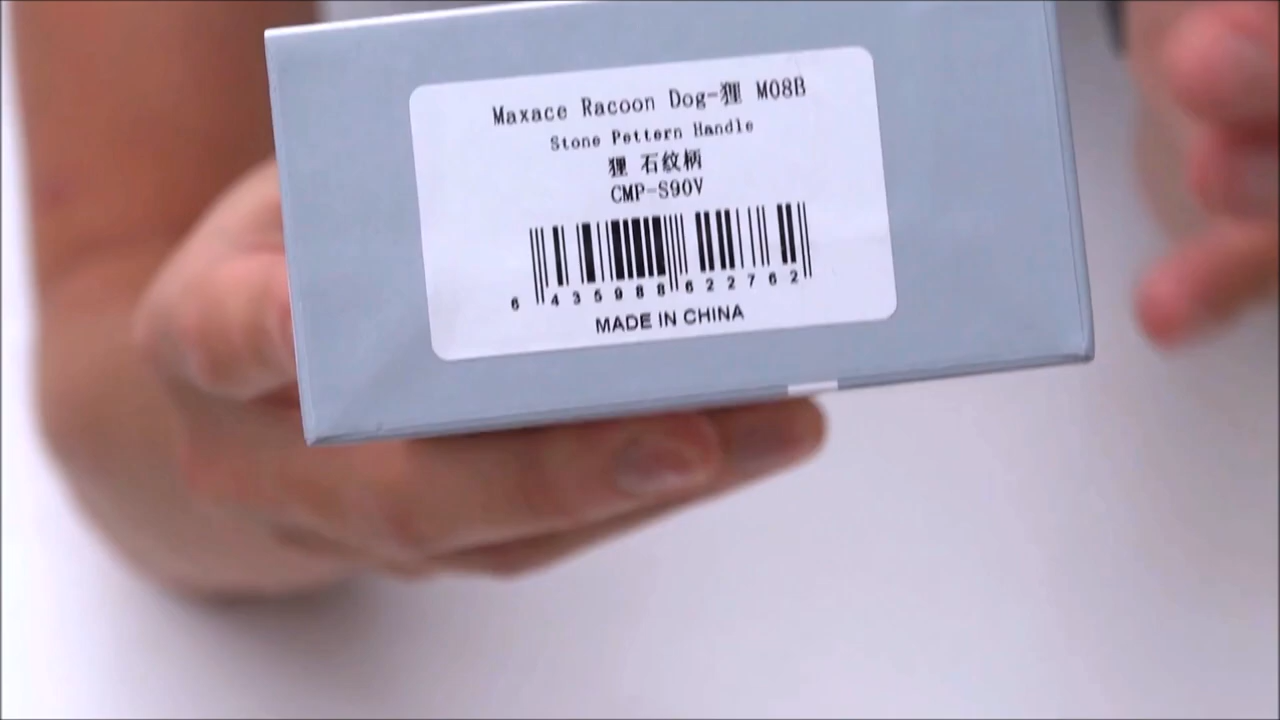 Maxace Racoon Dog-狸 M08B
Stone Pettern Handle
狸 石纹柄
CMP-S90V
6 435988 622762
MADE IN CHINA